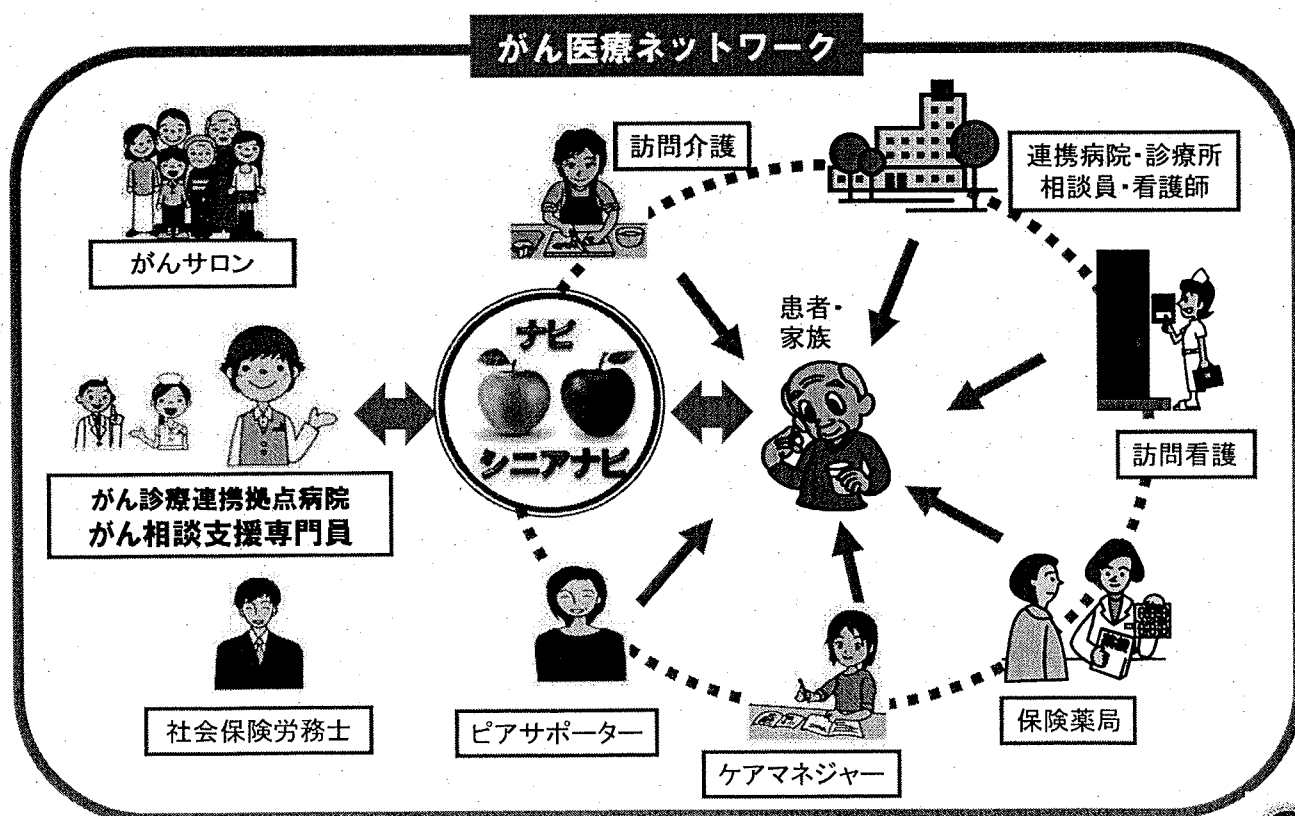 がん医療ネットワーク
訪問介護
連携病院・診療所
相談員・看護師
がんサロン
患者・
家族
ナビ
シニアナビ
訪問看護
がん診療連携拠点病院
がん相談支援専門員
社会保険労務士
ピアサポーター
ケアマネジャー
保険薬局